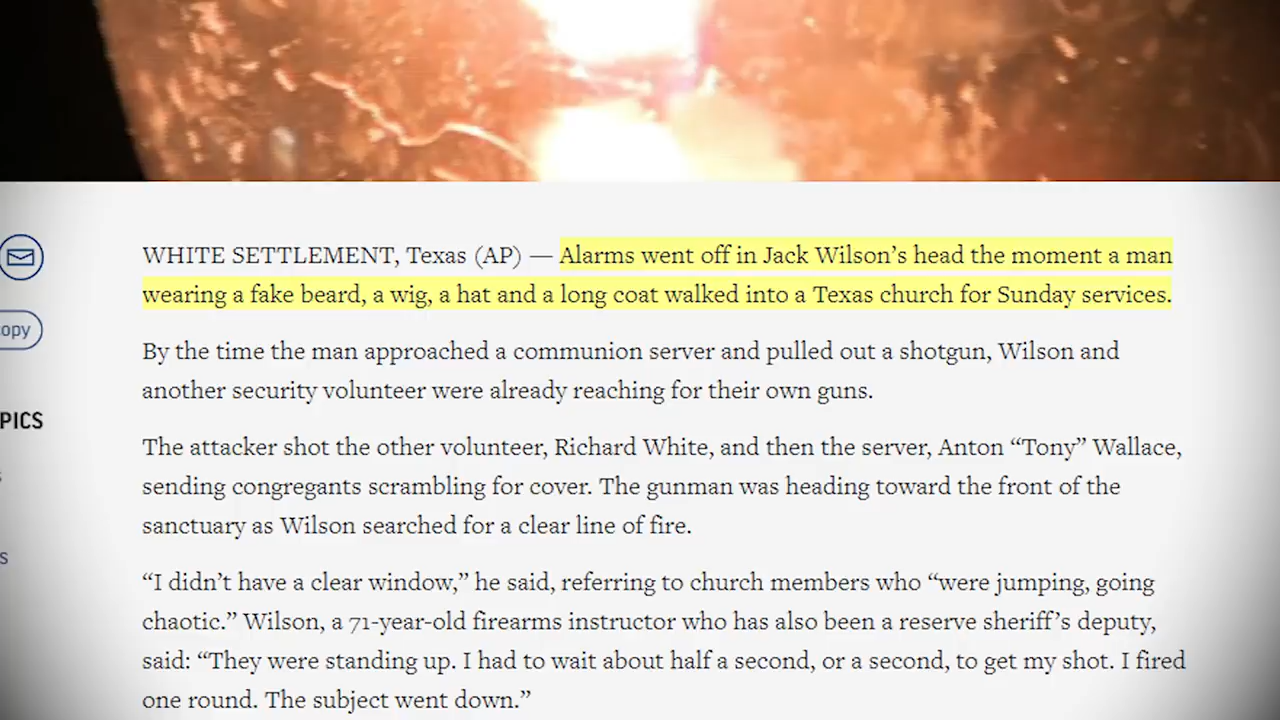 WHITE SETTLEMENT, Texas (AP) — Alarms went off in Jack Wilson’s head the moment a man
wearing a fake beard, a wig, a hat and a long coat walked into a Texas church for Sunday services.
opy
By the time the man approached a communion server and pulled out a shotgun, Wilson and
another security volunteer were already reaching for their own guns.
PICS
The attacker shot the other volunteer, Richard White, and then the server, Anton “Tony” Wallace,
sending congregants scrambling for cover. The gunman was heading toward the front of the
sanctuary as Wilson searched for a clear line of fire.
s
“I didn’t have a clear window,” he said, referring to church members who “were jumping, going
chaotic.” Wilson, a 71-year-old firearms instructor who has also been a reserve sheriff’s deputy,
said: “They were standing up. I had to wait about half a second, or a second, to get my shot. I fired
one round. The subject went down.”